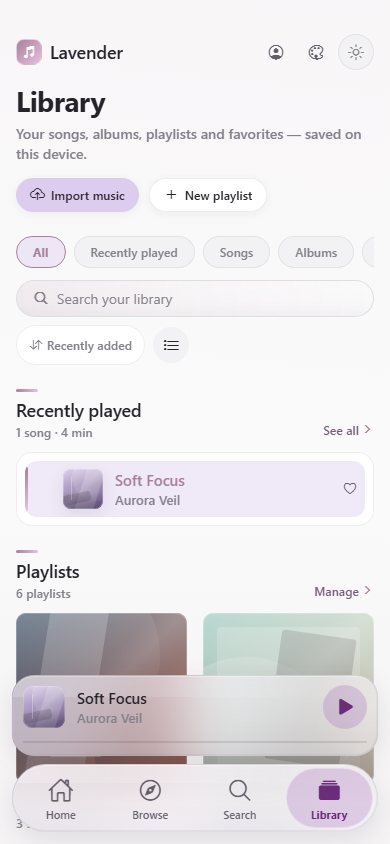 Lavender
Library
Your songs, albums, playlists and favorites — saved on
this device.
Import music
New playlist
All
Recently played
Songs
Albums
Search your library
Recently added
Recently played
1 song · 4 min
See all
Soft Focus
Aurora Veil
Playlists
6 playlists
Manage
Soft Focus
Aurora Veil
Home
Browse
Search
Library
3